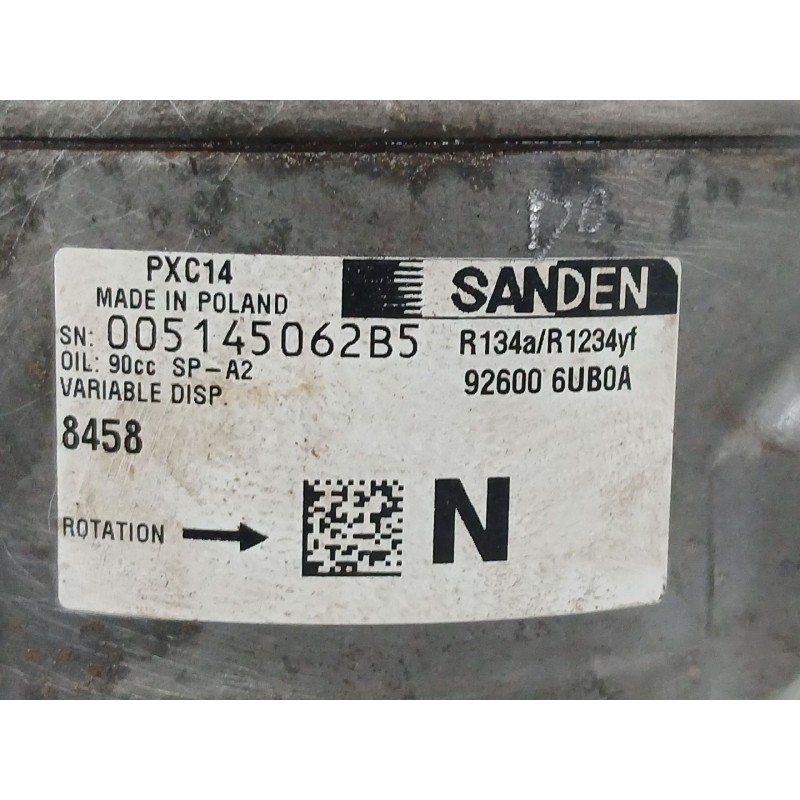 PXC14
MADE IN POLAND
SANDEN
SN: 005145062B5
R134a/R1234yf
OIL: 90cc SP-A2
92600 6UB0A
VARIABLE DISP.
8458
ROTATION
N